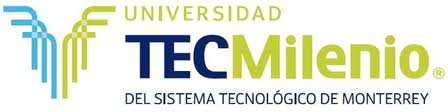 UNIVERSIDAD
TECMilenio®
DEL SISTEMA TECNOLÓGICO DE MONTERREY